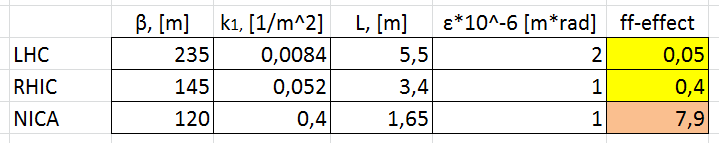 β, [m] k1, [1/m^2] L, [m] ε*10^-6 [m*rad] ff-effect
LHC 235 0,0084 5,5 2 0,05
RHIC 145 0,052 3,4 1 0,4
NICA 120 0,4 1,65 1 7,9